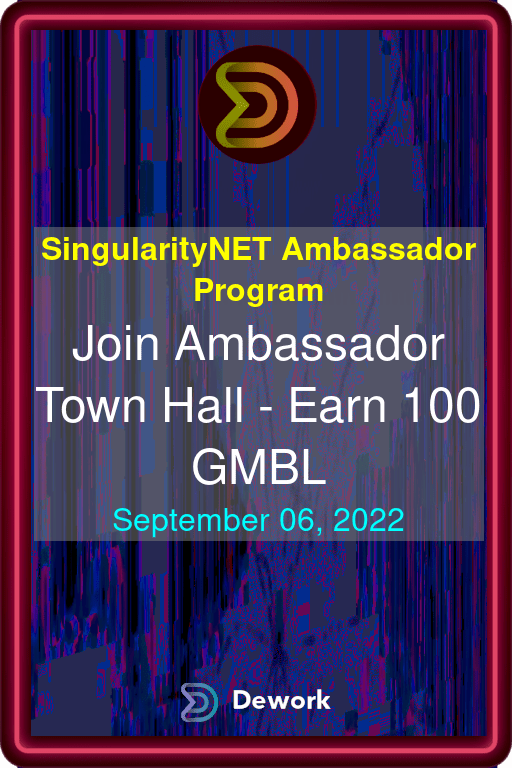 SingularityNET Ambassador
Program
Join Ambassador
Town Hall - Earn 100
GMBL
September 06, 2022
Dework